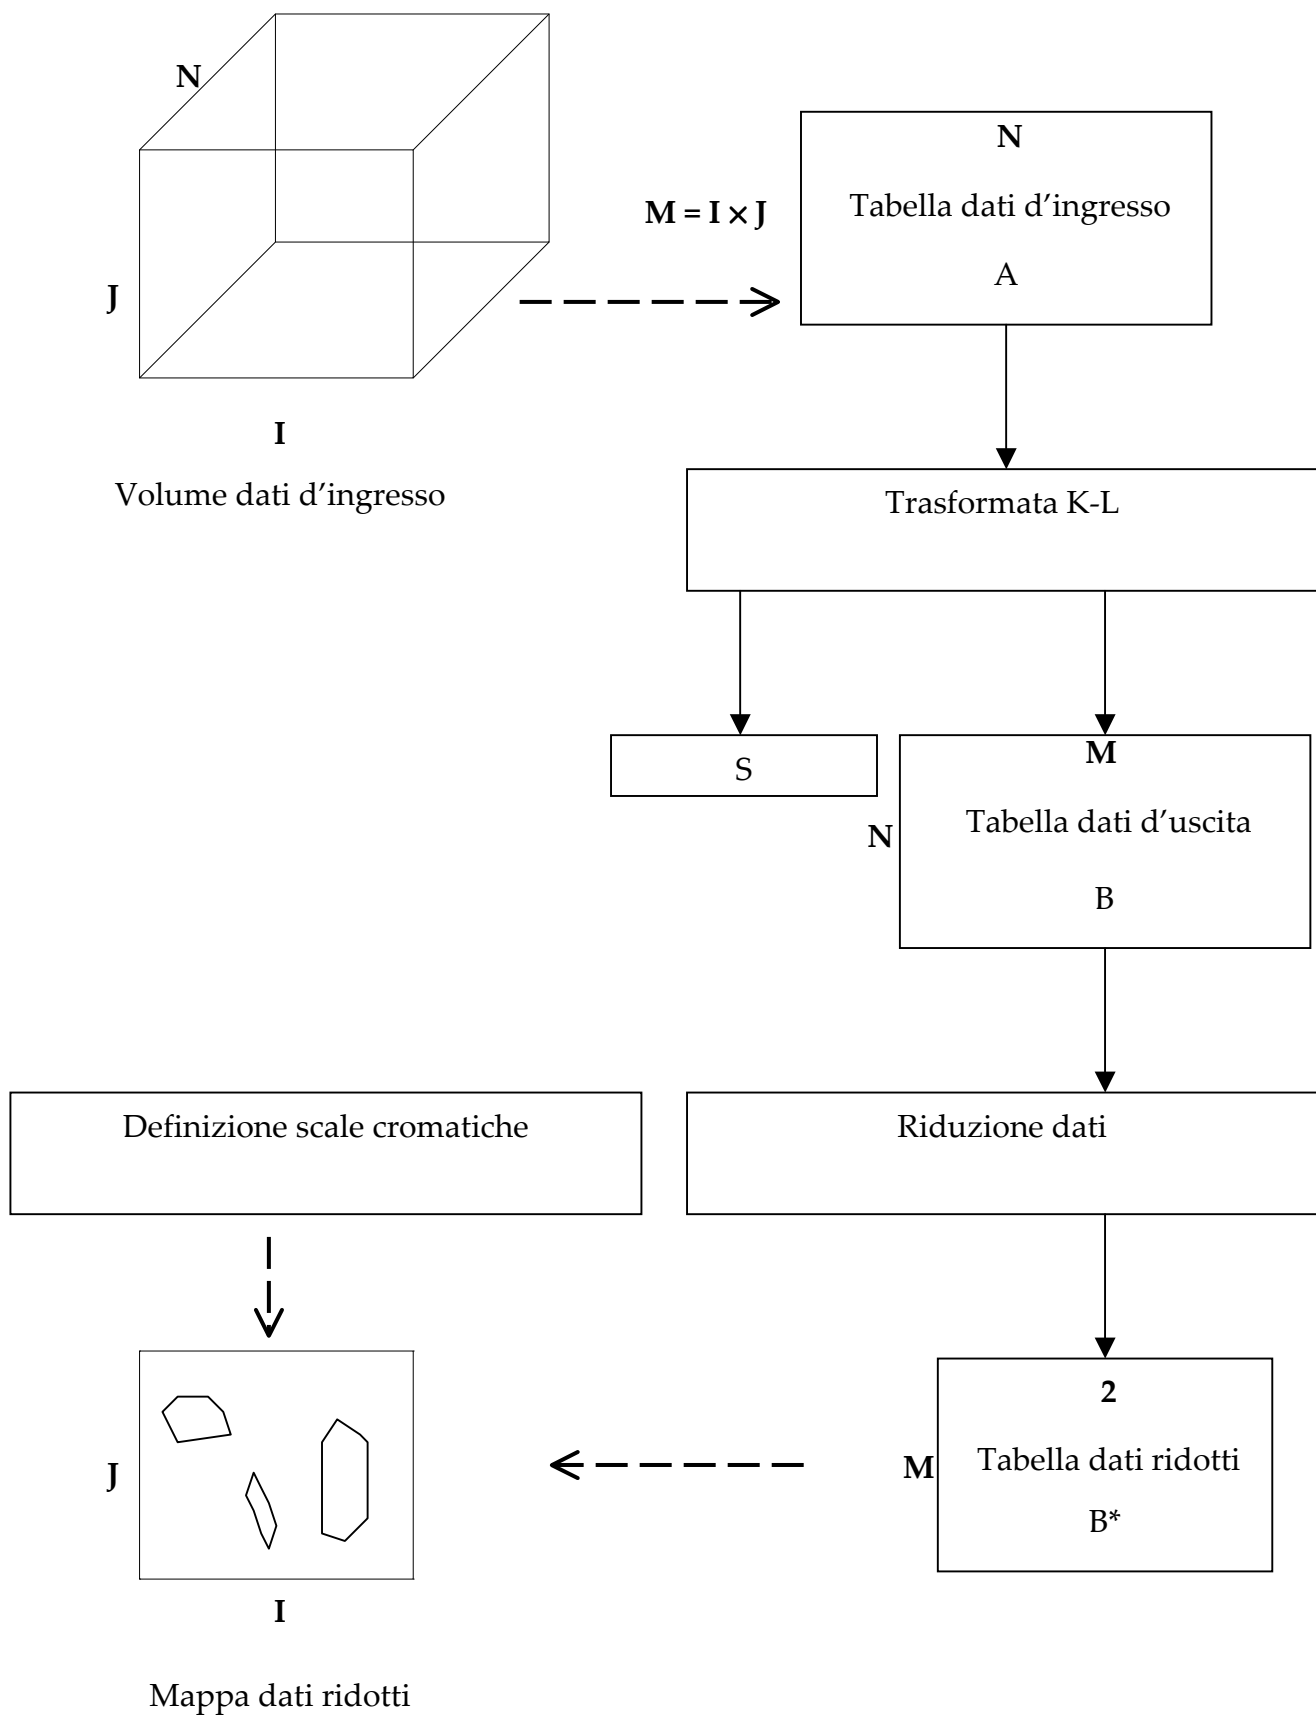 N
N
M = I × J
Tabella dati d’ingresso
A
J
I
Volume dati d’ingresso
Trasformata K-L
S
M
N
Tabella dati d’uscita
B
Definizione scale cromatiche
Riduzione dati
2
J
M
Tabella dati ridotti
B*
I
Mappa dati ridotti